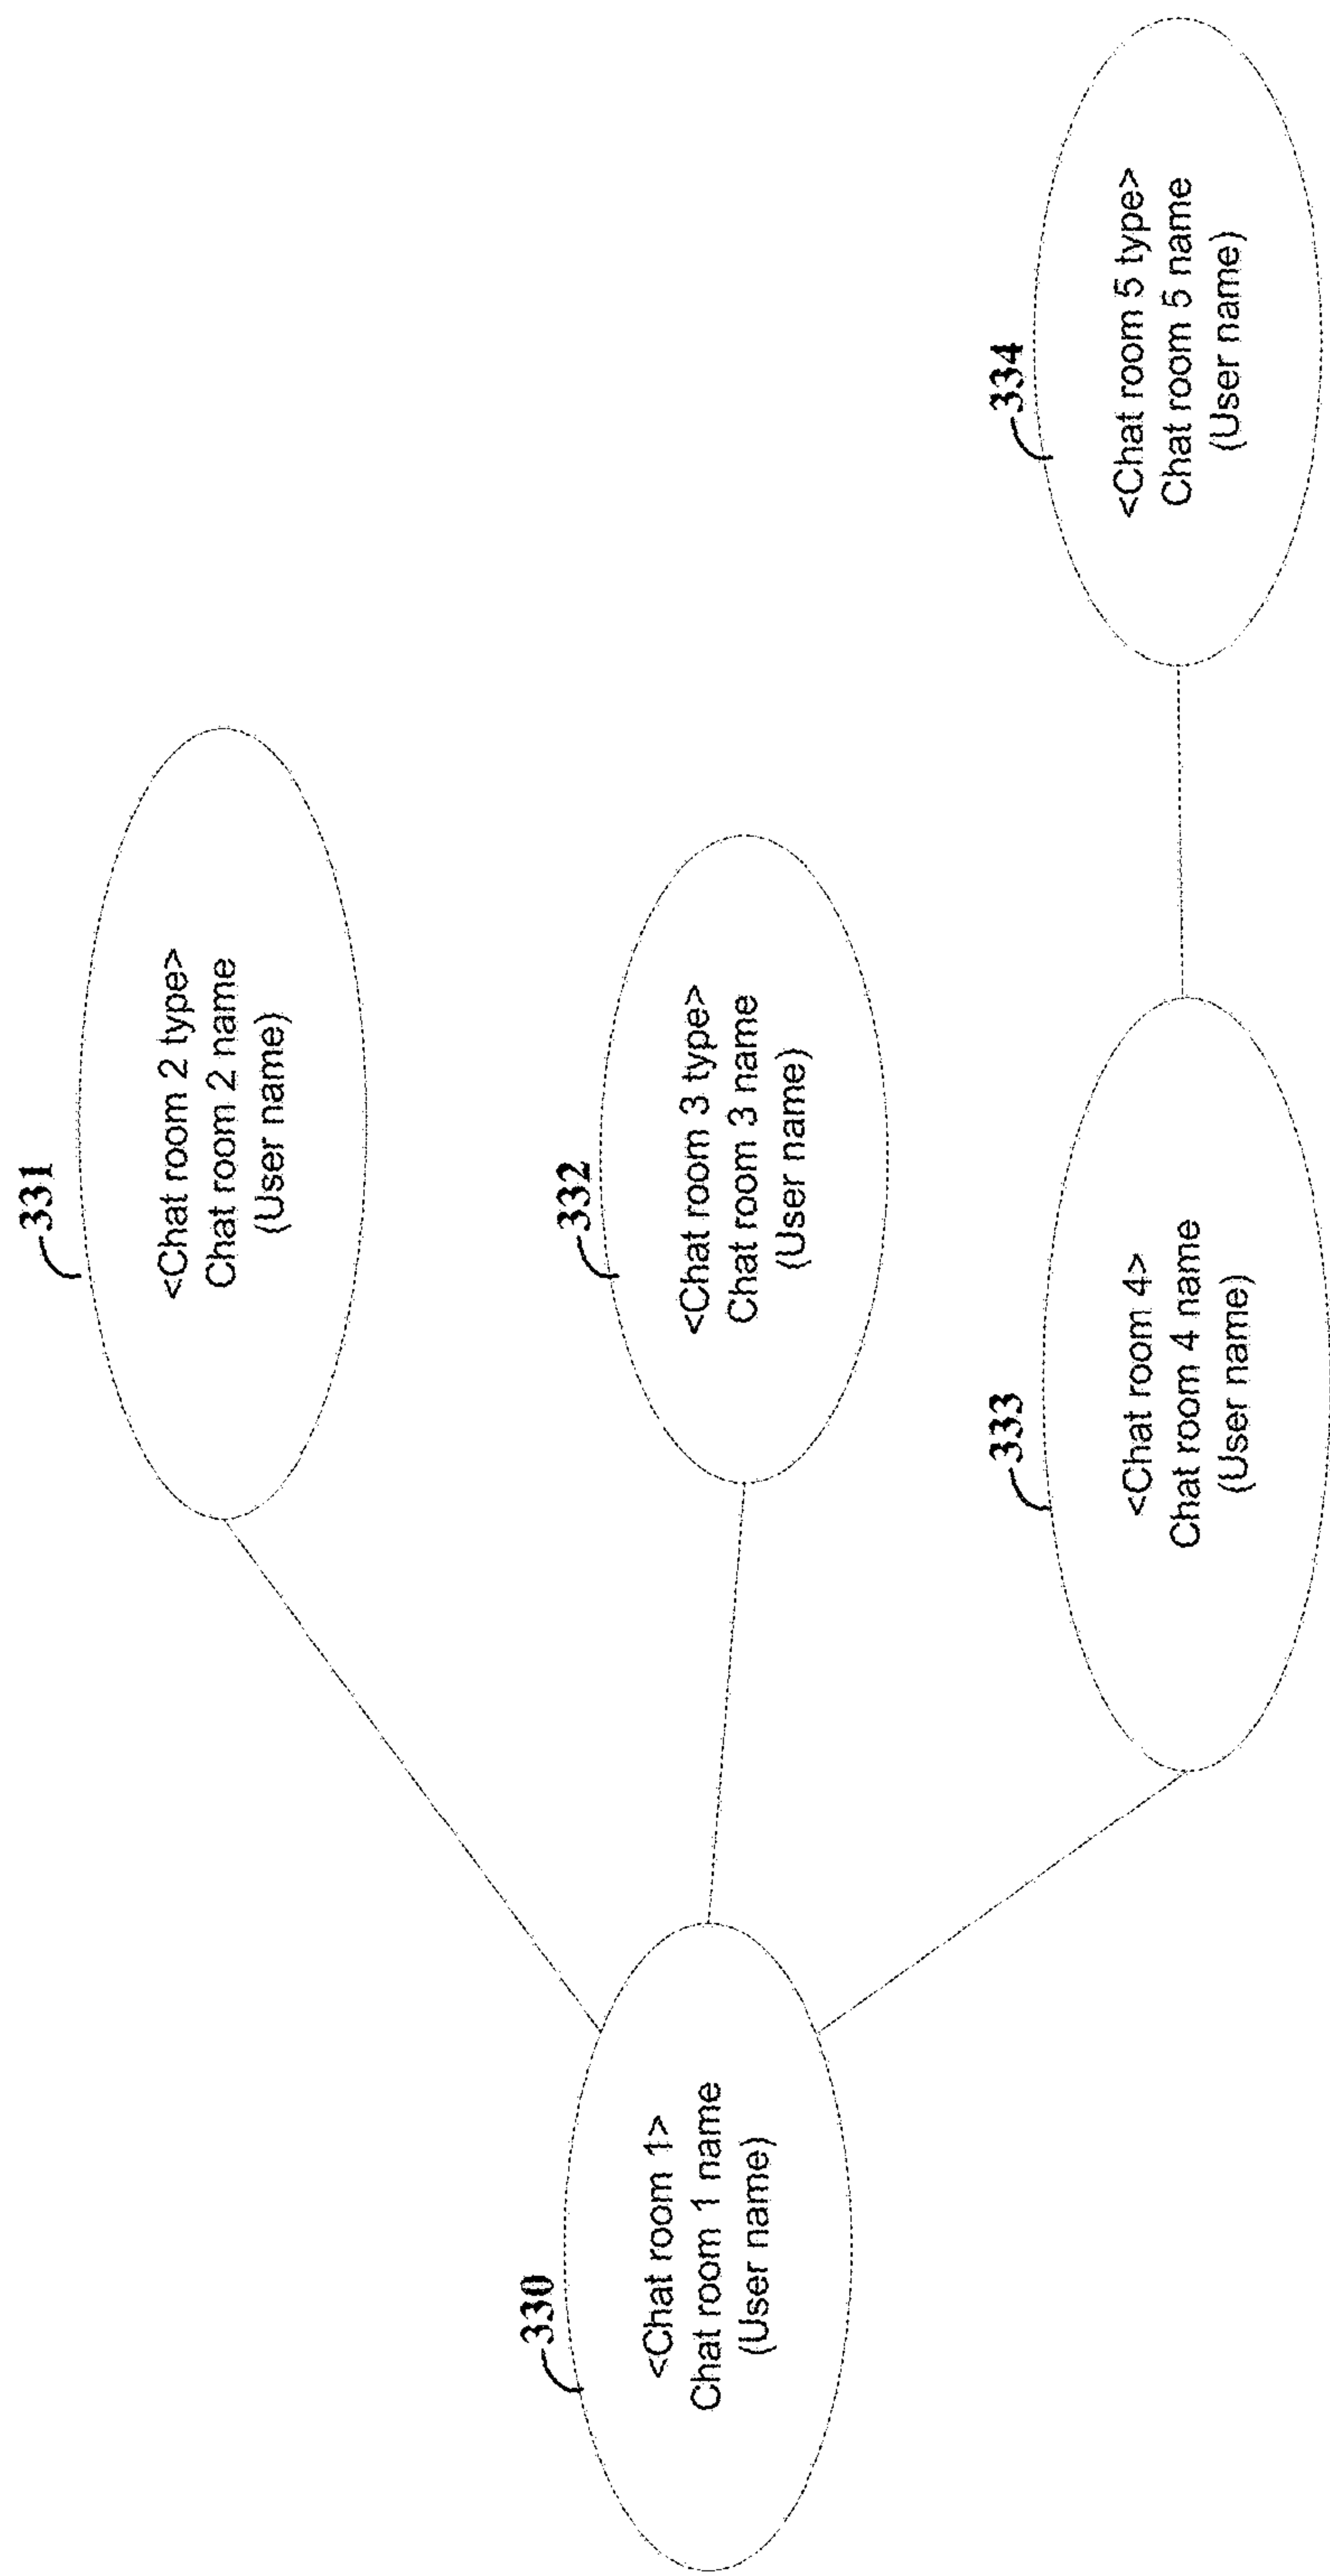 331
<Chat room 2 type>
Chat room 2 name
(User name)
330
<Chat room 1>
Chat room 1 name
(User name)
332
<Chat room 3 type>
Chat room 3 name
(User name)
333
<Chat room 4>
Chat room 4 name
(User name)
334
<Chat room 5 type>
Chat room 5 name
(User name)